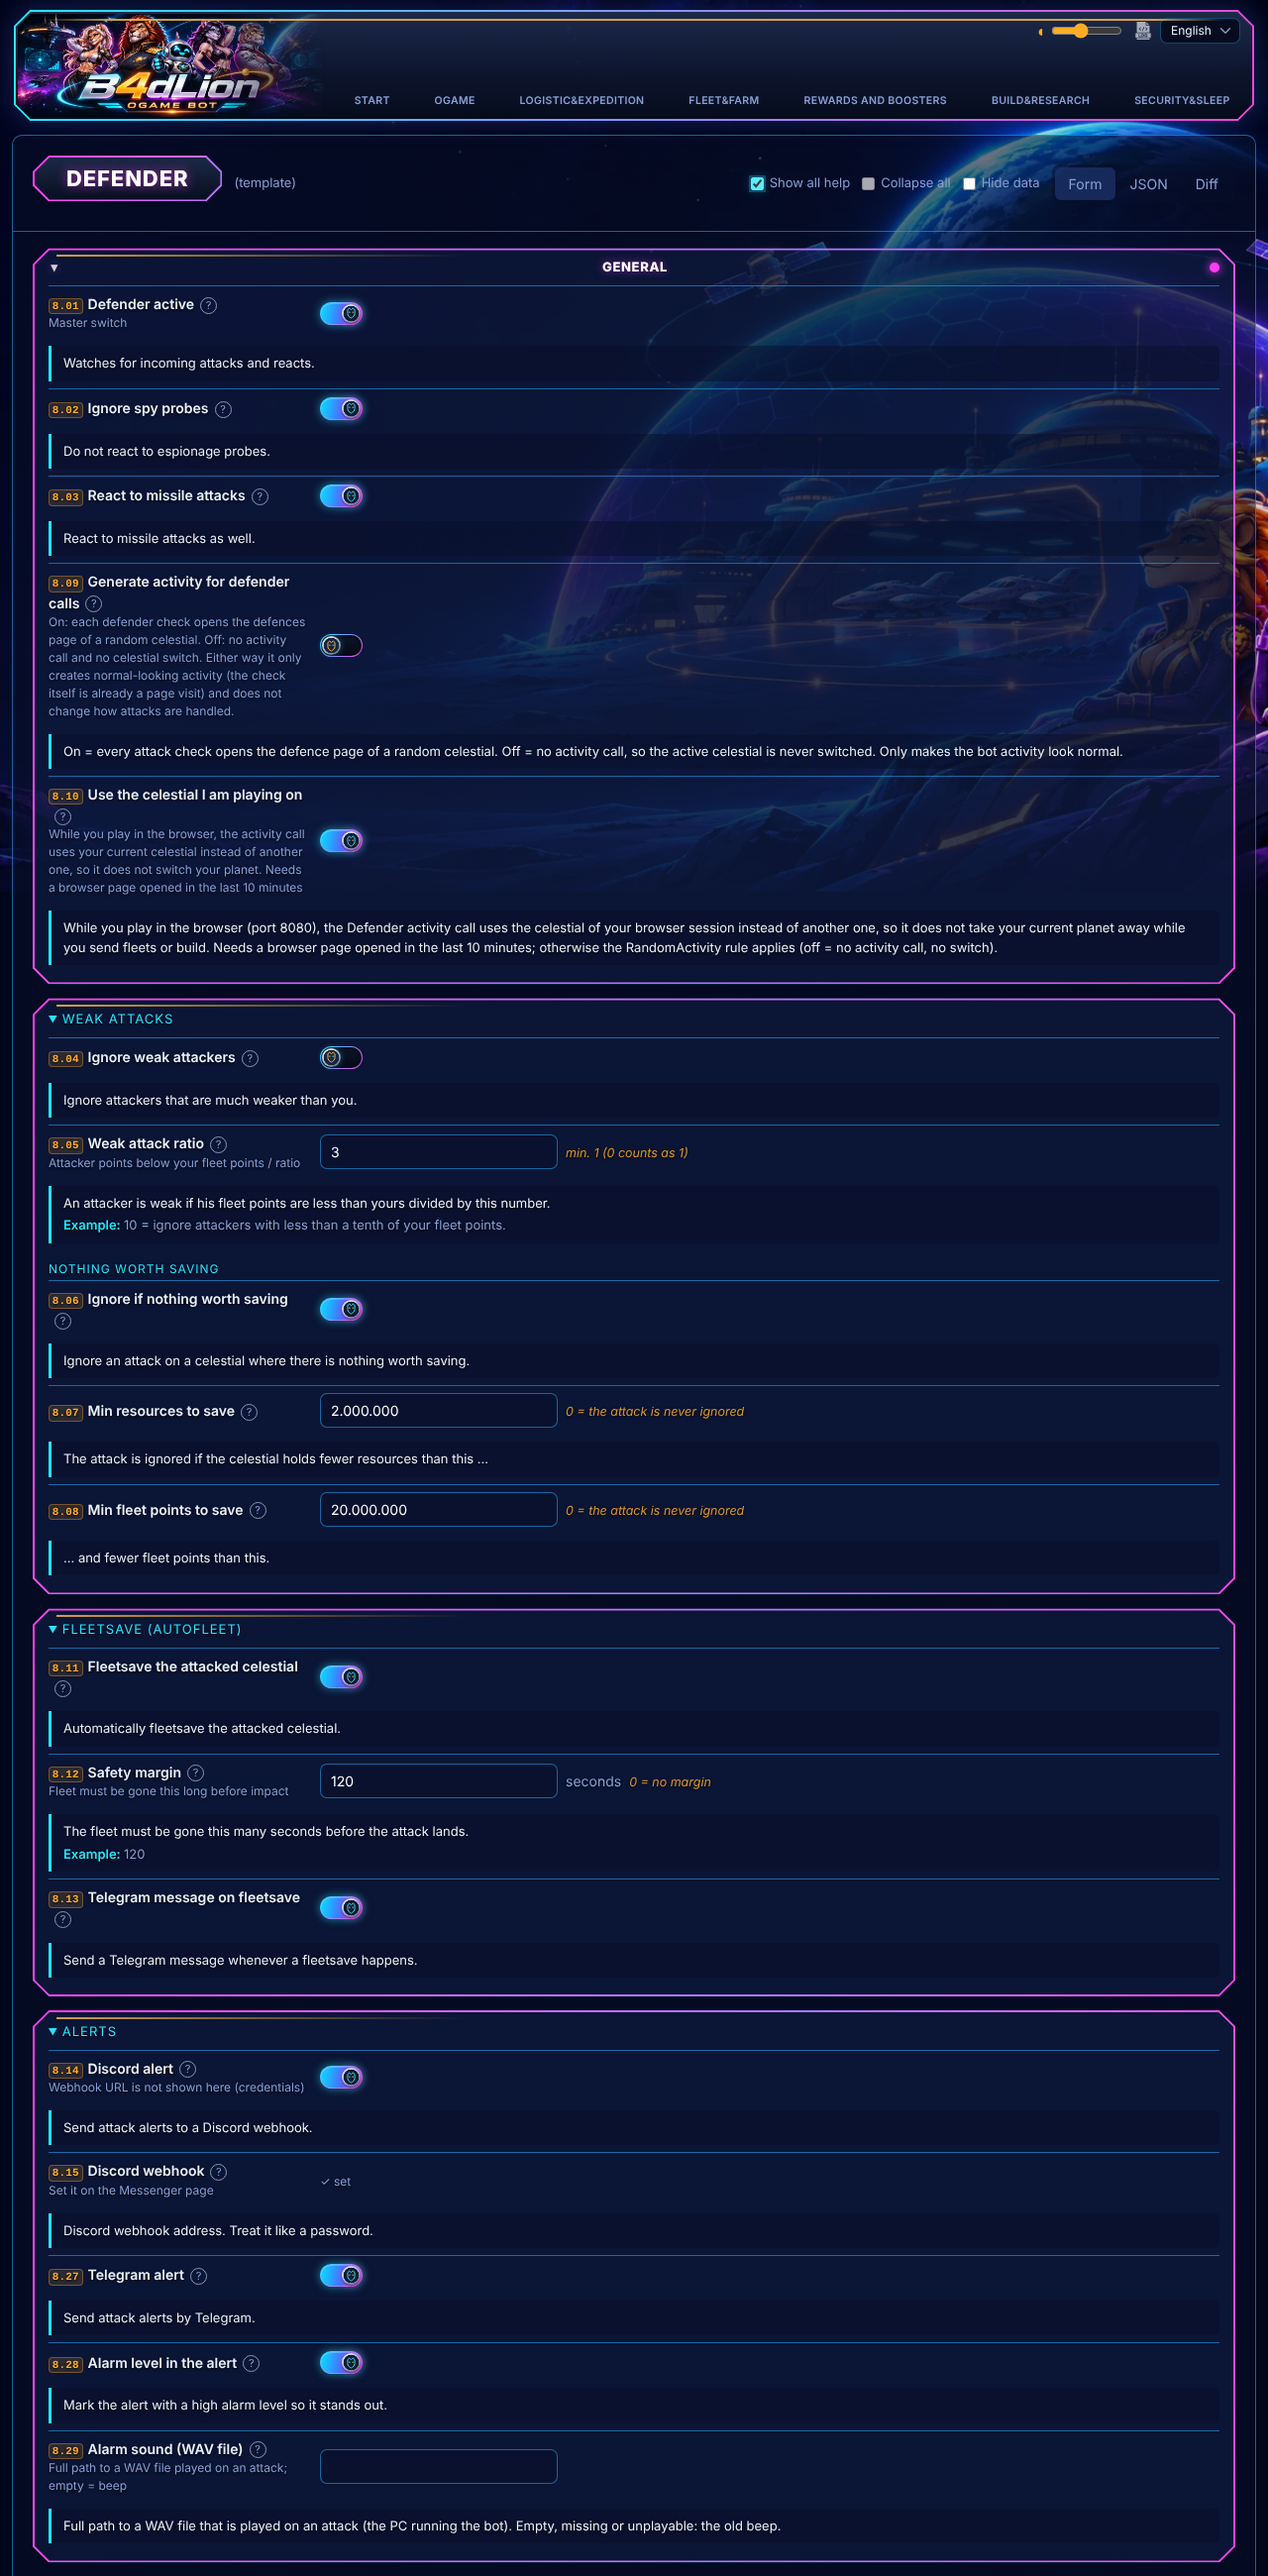 B4dLion
OGAME BOT
English
START
OGAME
LOGISTIC&EXPEDITION
FLEET&FARM
REWARDS AND BOOSTERS
BUILD&RESEARCH
SECURITY&SLEEP
DEFENDER
(template)
Show all help
Collapse all
Hide data
Form
JSON
Diff
GENERAL
8.01 Defender active ?
Master switch
Watches for incoming attacks and reacts.
8.02 Ignore spy probes ?
Do not react to espionage probes.
8.03 React to missile attacks ?
React to missile attacks as well.
8.09 Generate activity for defender
calls ?
On: each defender check opens the defences
page of a random celestial. Off: no activity
call and no celestial switch. Either way it only
creates normal-looking activity (the check
itself is already a page visit) and does not
change how attacks are handled.
On = every attack check opens the defence page of a random celestial. Off = no activity call, so the active celestial is never switched. Only makes the bot activity look normal.
8.10 Use the celestial I am playing on
?
While you play in the browser, the activity call
uses your current celestial instead of another
one, so it does not switch your planet. Needs
a browser page opened in the last 10 minutes
While you play in the browser (port 8080), the Defender activity call uses the celestial of your browser session instead of another one, so it does not take your current planet away while
you send fleets or build. Needs a browser page opened in the last 10 minutes; otherwise the RandomActivity rule applies (off = no activity call, no switch).
WEAK ATTACKS
8.04 Ignore weak attackers ?
Ignore attackers that are much weaker than you.
8.05 Weak attack ratio ?
Attacker points below your fleet points / ratio
3
min. 1 (0 counts as 1)
An attacker is weak if his fleet points are less than yours divided by this number.
Example: 10 = ignore attackers with less than a tenth of your fleet points.
NOTHING WORTH SAVING
8.06 Ignore if nothing worth saving
?
Ignore an attack on a celestial where there is nothing worth saving.
8.07 Min resources to save ?
2.000.000
0 = the attack is never ignored
The attack is ignored if the celestial holds fewer resources than this ...
8.08 Min fleet points to save ?
20.000.000
0 = the attack is never ignored
... and fewer fleet points than this.
FLEETSAVE (AUTOFLEET)
8.11 Fleetsave the attacked celestial
?
Automatically fleetsave the attacked celestial.
8.12 Safety margin ?
Fleet must be gone this long before impact
120
seconds 0 = no margin
The fleet must be gone this many seconds before the attack lands.
Example: 120
8.13 Telegram message on fleetsave
?
Send a Telegram message whenever a fleetsave happens.
ALERTS
8.14 Discord alert ?
Webhook URL is not shown here (credentials)
Send attack alerts to a Discord webhook.
8.15 Discord webhook ?
Set it on the Messenger page
✓ set
Discord webhook address. Treat it like a password.
8.27 Telegram alert ?
Send attack alerts by Telegram.
8.28 Alarm level in the alert ?
Mark the alert with a high alarm level so it stands out.
8.29 Alarm sound (WAV file) ?
Full path to a WAV file played on an attack;
empty = beep
Full path to a WAV file that is played on an attack (the PC running the bot). Empty, missing or unplayable: the old beep.